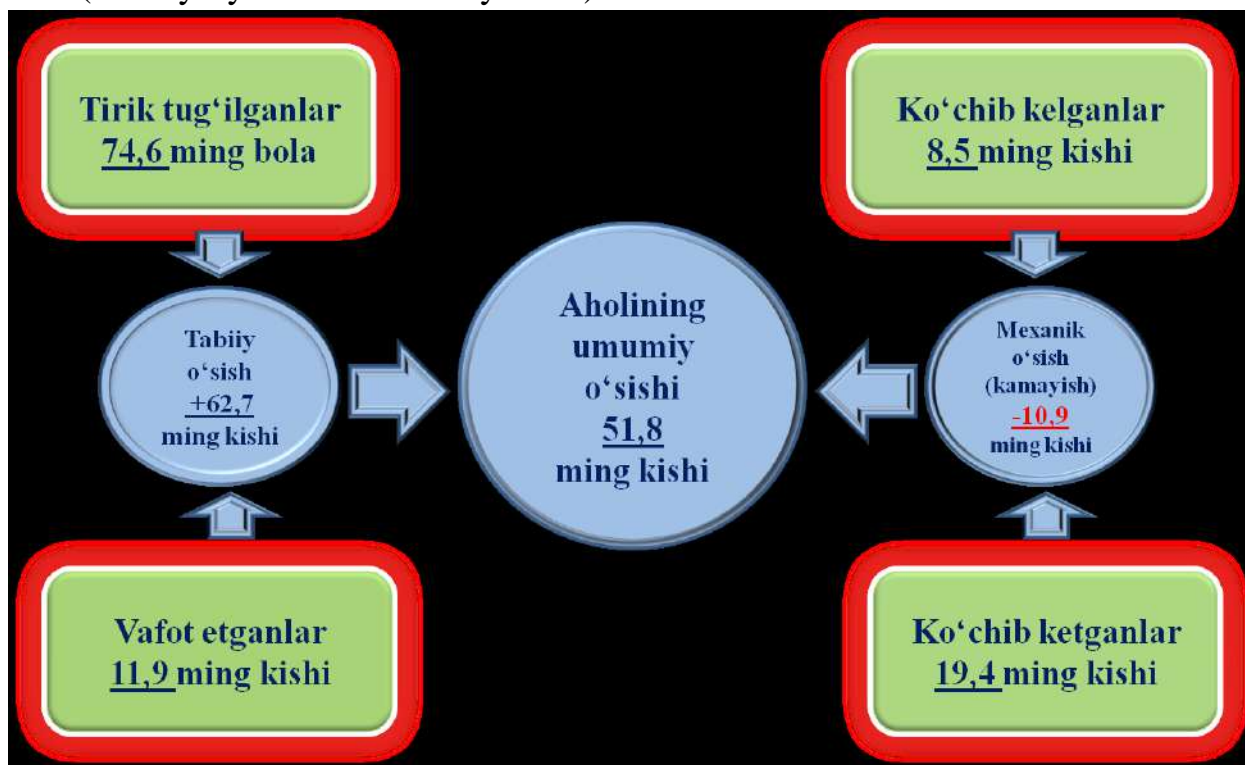 Tirik tug‘ilganlar
74,6 ming bola
Ko‘chib kelganlar
8,5 ming kishi
Tabiiy
o‘sish
+62,7
ming kishi
Aholining
umumiy
o‘sishi
51,8
ming kishi
Mexanik
o‘sish
(kamayish)
-10,9
ming kishi
Vafot etganlar
11,9 ming kishi
Ko‘chib ketganlar
19,4 ming kishi